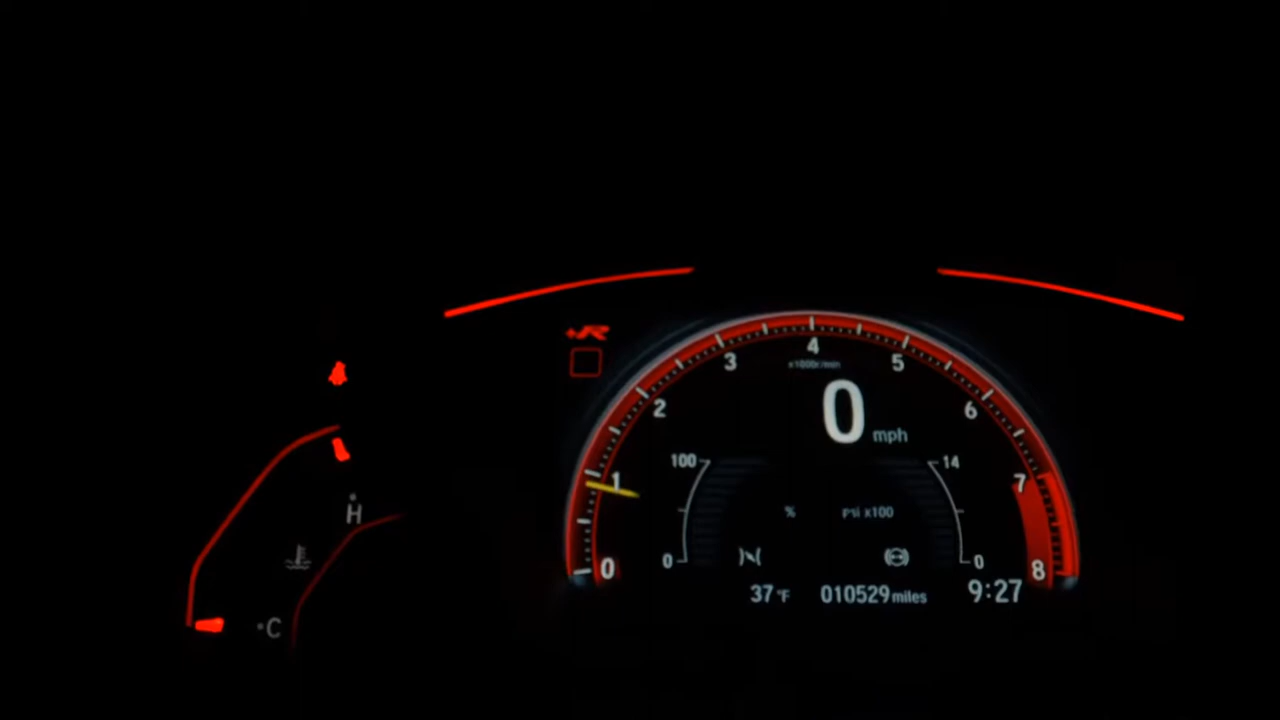 +R
4
3 5
x1000r/min
2 6
0 mph
100 14
1 7
% psi x100
H
0 0
0 8
37°F 010529 miles 9:27
C